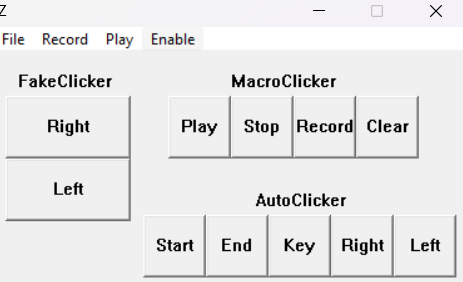 Z
File Record Play Enable
FakeClicker
Right
Left
MacroClicker
Play Stop Record Clear
AutoClicker
Start End Key Right Left